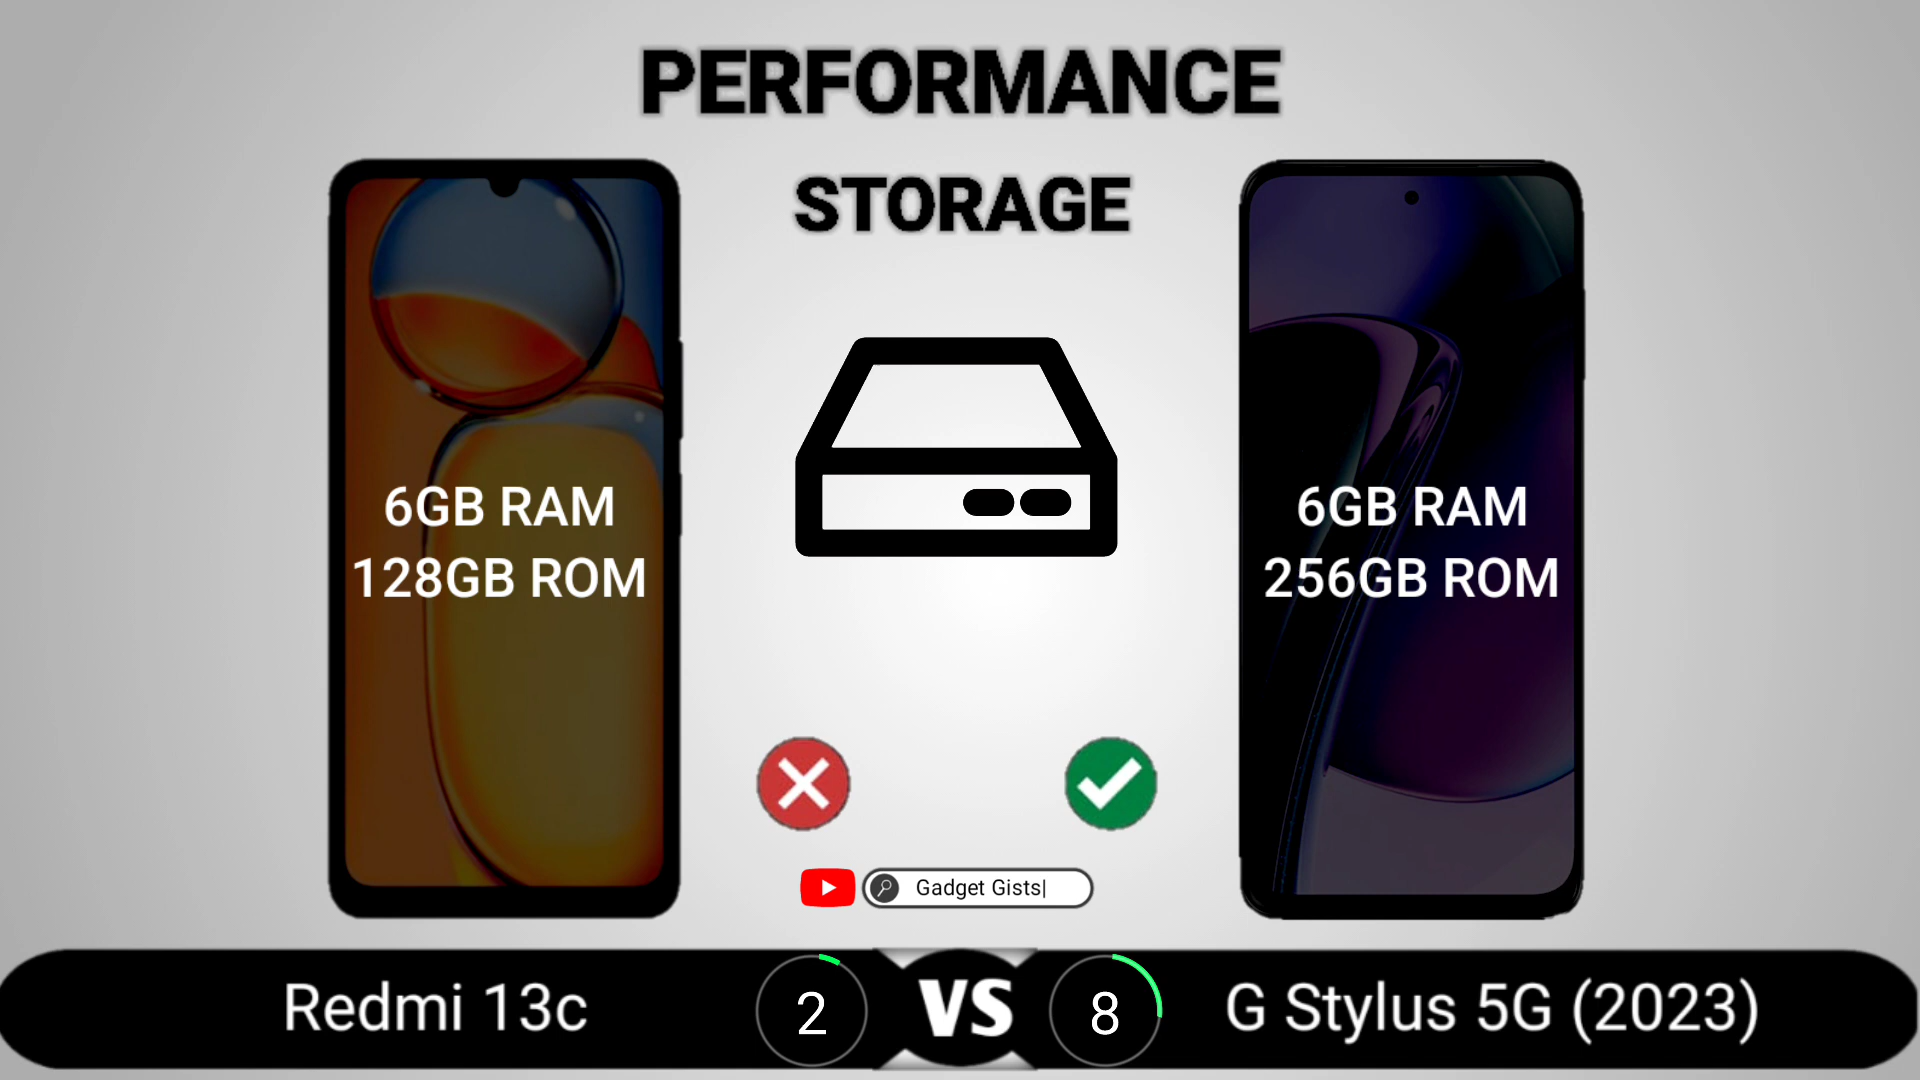 PERFORMANCE
STORAGE
6GB RAM
128GB ROM
6GB RAM
256GB ROM
Gadget Gists|
Redmi 13c
2
VS
8
G Stylus 5G (2023)